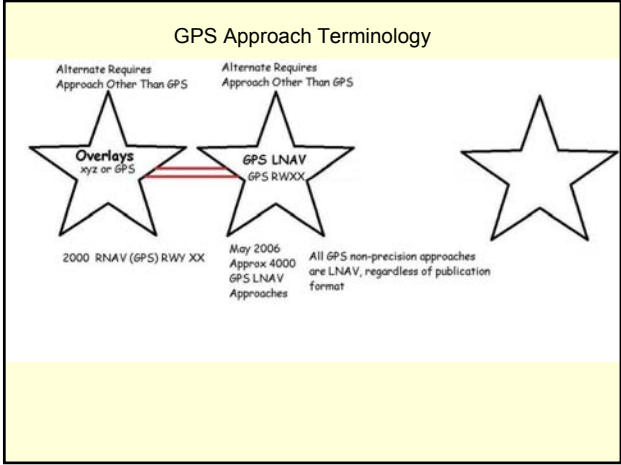 GPS Approach Terminology
Alternate Requires
Approach Other Than GPS
Alternate Requires
Approach Other Than GPS
Overlays
xyz or GPS
GPS LNAV
GPS RWXX
2000 RNAV (GPS) RWY XX
May 2006
Approx 4000
GPS LNAV
Approaches
All GPS non-precision approaches
are LNAV, regardless of publication
format